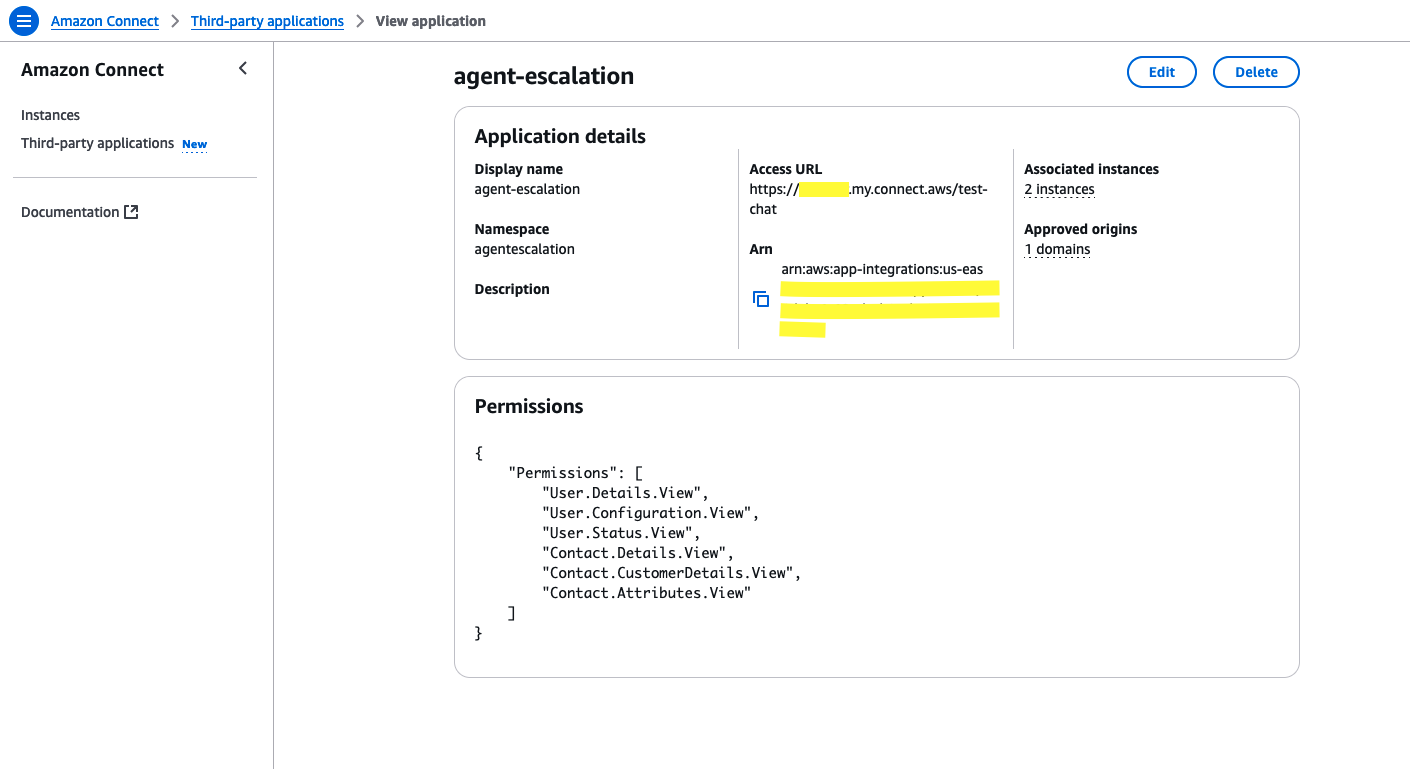 Amazon Connect > Third-party applications > View application
Amazon Connect
Instances
Third-party applications New
Documentation
agent-escalation
Edit
Delete
Application details
Display name
agent-escalation
Namespace
agentescalation
Description
Access URL
https://
.my.connect.aws/test-
chat
Arn
arn:aws:app-integrations:us-eas
Associated instances
2 instances
Approved origins
1 domains
Permissions
{
"Permissions": [
"User.Details.View",
"User.Configuration.View",
"User.Status.View",
"Contact.Details.View",
"Contact.CustomerDetails.View",
"Contact.Attributes.View"
]
}